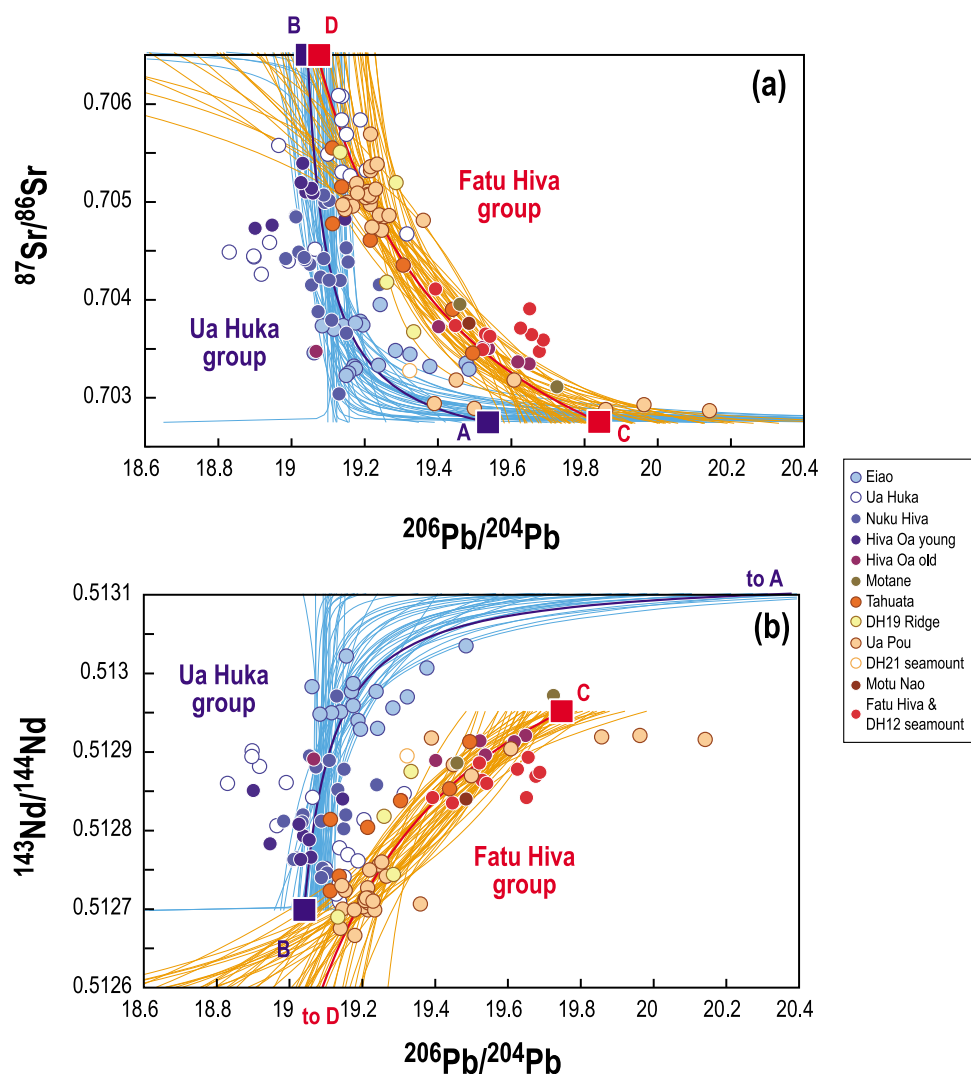 B D
(a)
0.706
0.705
0.704
0.703
87Sr/86Sr
Fatu Hiva
group
Ua Huka
group
A
C
18.6 18.8 19 19.2 19.4 19.6 19.8 20 20.2 20.4
206Pb/204Pb
Eiao
Ua Huka
Nuku Hiva
Hiva Oa young
Hiva Oa old
Motane
Tahuata
DH19 Ridge
Ua Pou
DH21 seamount
Motu Nao
Fatu Hiva &
DH12 seamount
to A
(b)
0.5131
0.513
0.5129
0.5128
0.5127
0.5126
143Nd/144Nd
Ua Huka
group
C
Fatu Hiva
group
B
to D
18.6 18.8 19 19.2 19.4 19.6 19.8 20 20.2 20.4
206Pb/204Pb